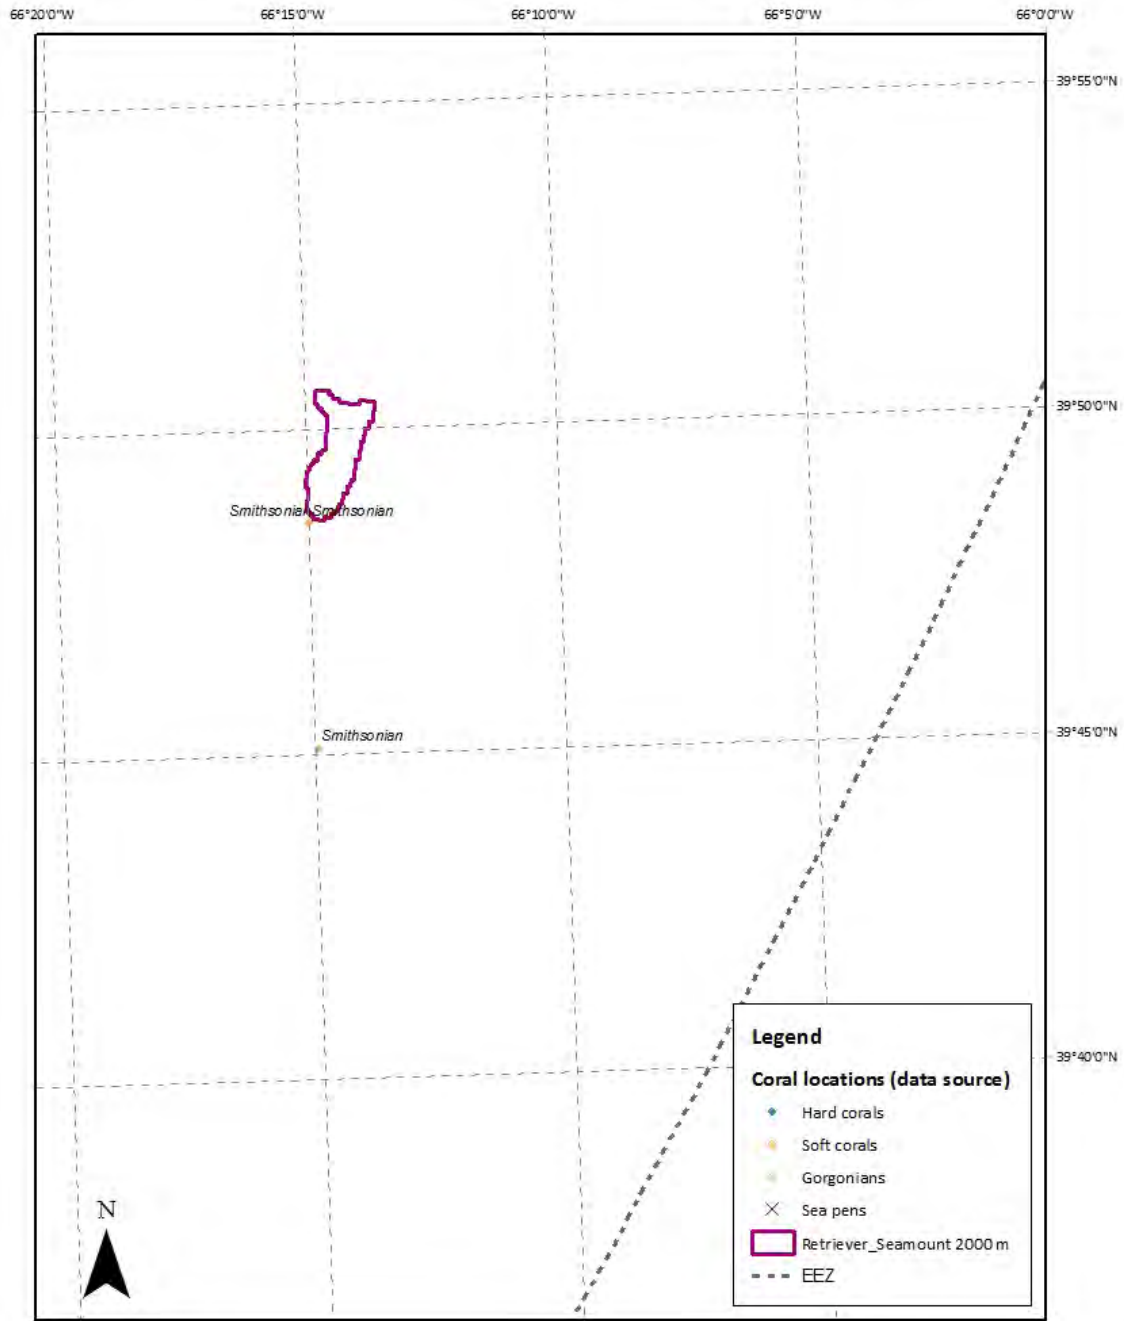 66°20'0"W 66°15'0"W 66°10'0"W 66°5'0"W 66°0'0"W
39°55'0"N
39°50'0"N
Smithsonian Smithsonian
Smithsonian
39°45'0"N
39°40'0"N
Legend
Coral locations (data source)
Hard corals
Soft corals
Gorgonians
Sea pens
Retriever_Seamount 2000 m
EEZ
N